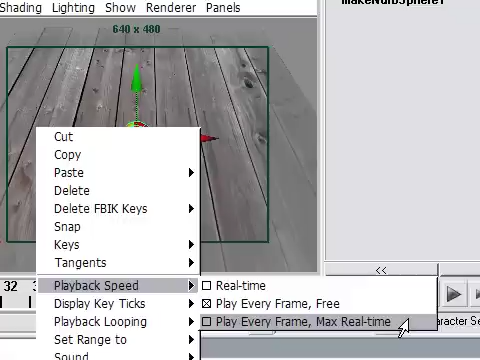 Shading Lighting Show Renderer Panels
makeNurbSphere1
640 x 480
Cut
Copy
Paste
Delete
Delete FBIK Keys
Snap
Keys
Tangents
Playback Speed
Display Key Ticks
Playback Looping
Set Range to
Sound
Real-time
Play Every Frame, Free
Play Every Frame, Max Real-time
<<
32
aracter Se